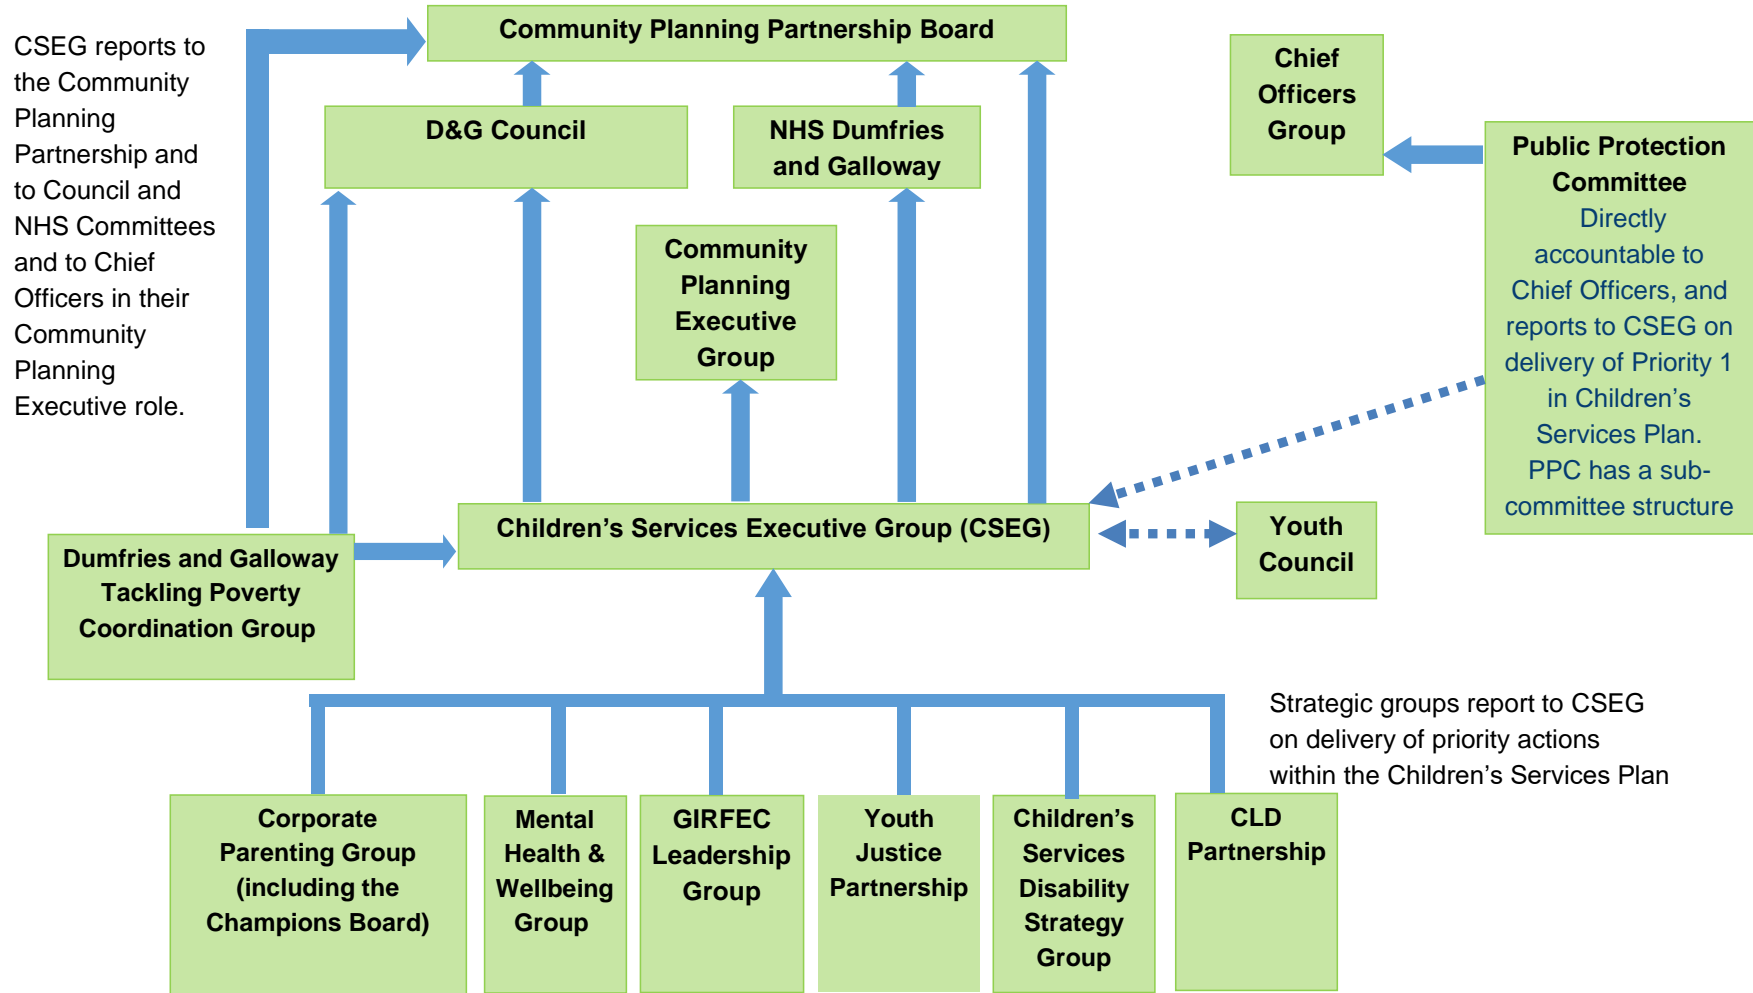 CSEG reports to
the Community
Planning
Partnership and
to Council and
NHS Committees
and to Chief
Officers in their
Community
Planning
Executive role.
Community Planning Partnership Board
D&G Council
NHS Dumfries
and Galloway
Community
Planning
Executive
Group
Chief
Officers
Group
Public Protection
Committee
Directly
accountable to
Chief Officers, and
reports to CSEG on
delivery of Priority 1
in Children’s
Services Plan.
PPC has a sub-
committee structure
Children’s Services Executive Group (CSEG)
Youth
Council
Dumfries and Galloway
Tackling Poverty
Coordination Group
Strategic groups report to CSEG
on delivery of priority actions
within the Children’s Services Plan
Corporate
Parenting Group
(including the
Champions Board)
Mental
Health &
Wellbeing
Group
GIRFEC
Leadership
Group
Youth
Justice
Partnership
Children’s
Services
Disability
Strategy
Group
CLD
Partnership